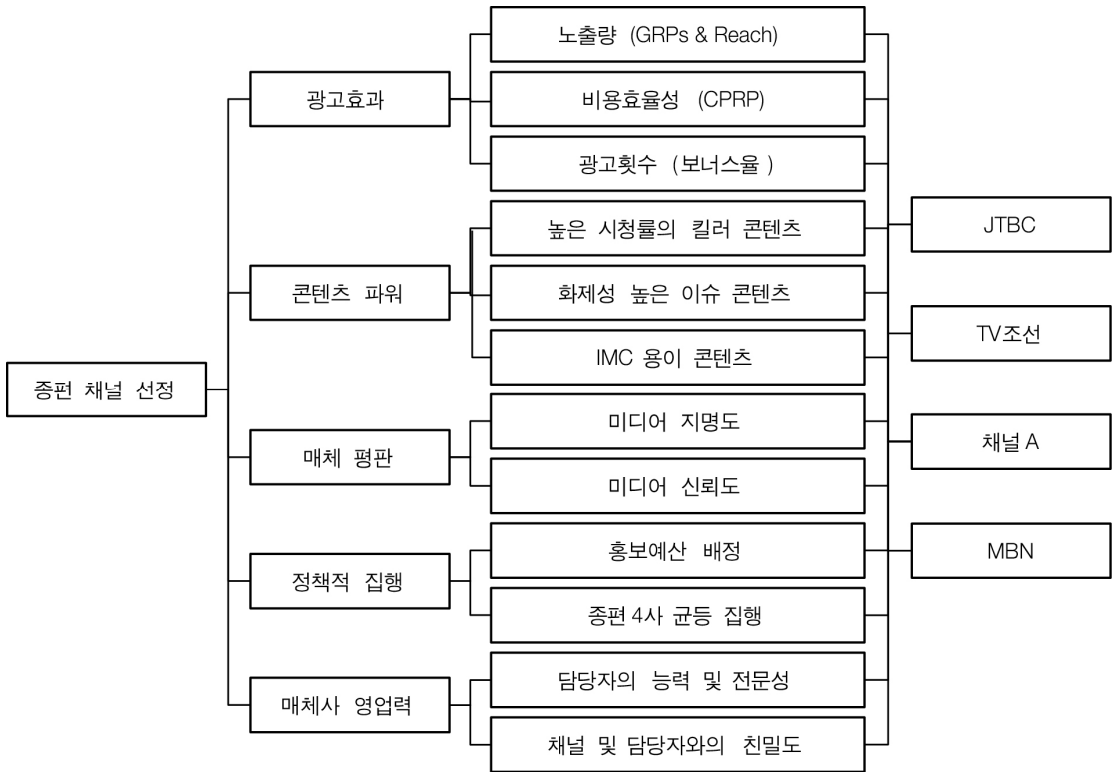 종펀 채널 선정
광고효과
콘텐츠 파워
매체 평판
정책적 집행
매체사 영업력
노출량 (GRPs & Reach)
비용효율성 (CPRP)
광고횟수 (보너스율)
높은 시청률의 킬러 콘텐츠
화제성 높은 이슈 콘텐츠
IMC 용이 콘텐츠
미디어 지명도
미디어 신뢰도
홍보예산 배정
종편 4사 균등 집행
담당자의 능력 및 전문성
채널 및 담당자와의 친밀도
JTBC
TV조선
채널 A
MBN